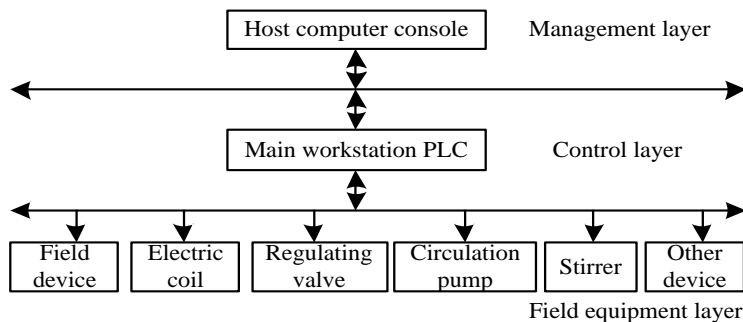 Host computer console
Management layer
Main workstation PLC
Control layer
Field
device
Electric
coil
Regulating
valve
Circulation
pump
Stirrer
Other
device
Field equipment layer